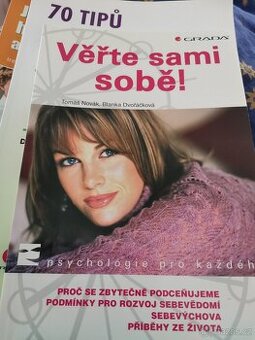 70 TIPŮ
GRADA
Věřte sami
sobě!
Tomáš Novák, Blanka Dvořáčková
psychologie pro každéh
PROČ SE ZBYTEČNĚ PODCEŇUJEME
PODMÍNKY PRO ROZVOJ SEBEVĚDOMÍ
SEBEVÝCHOVA
PŘÍBĚHY ZE ŽIVOTA